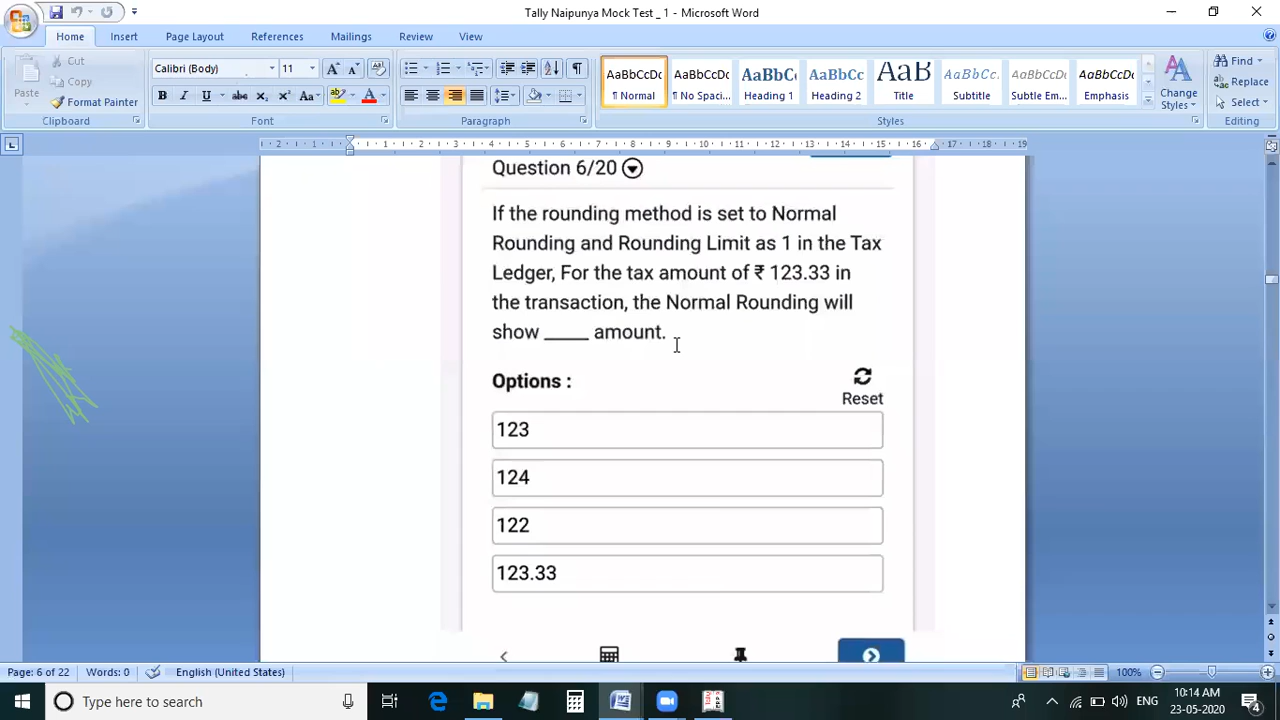 Tally Naipunya Mock Test _ 1 - Microsoft Word
Home Insert Page Layout References Mailings Review View
Paste
Cut
Copy
Format Painter
Clipboard
Calibri (Body) 11
Font
Paragraph
AaBbCcDc AaBbCcDc AaBbC AaBbCc AaB AaBbCcL AaBbCcDc AaBbCcDc
¶ Normal ¶ No Spaci... Heading 1 Heading 2 Title Subtitle Subtle Em... Emphasis
Styles
Change Styles
Find
Replace
Select
Editing
Question 6/20
If the rounding method is set to Normal
Rounding and Rounding Limit as 1 in the Tax
Ledger, For the tax amount of ₹ 123.33 in
the transaction, the Normal Rounding will
show _____ amount.
Options :
Reset
123
124
122
123.33
Page: 6 of 22 Words: 0 English (United States) 100%
Type here to search
ENG
10:14 AM
23-05-2020
4